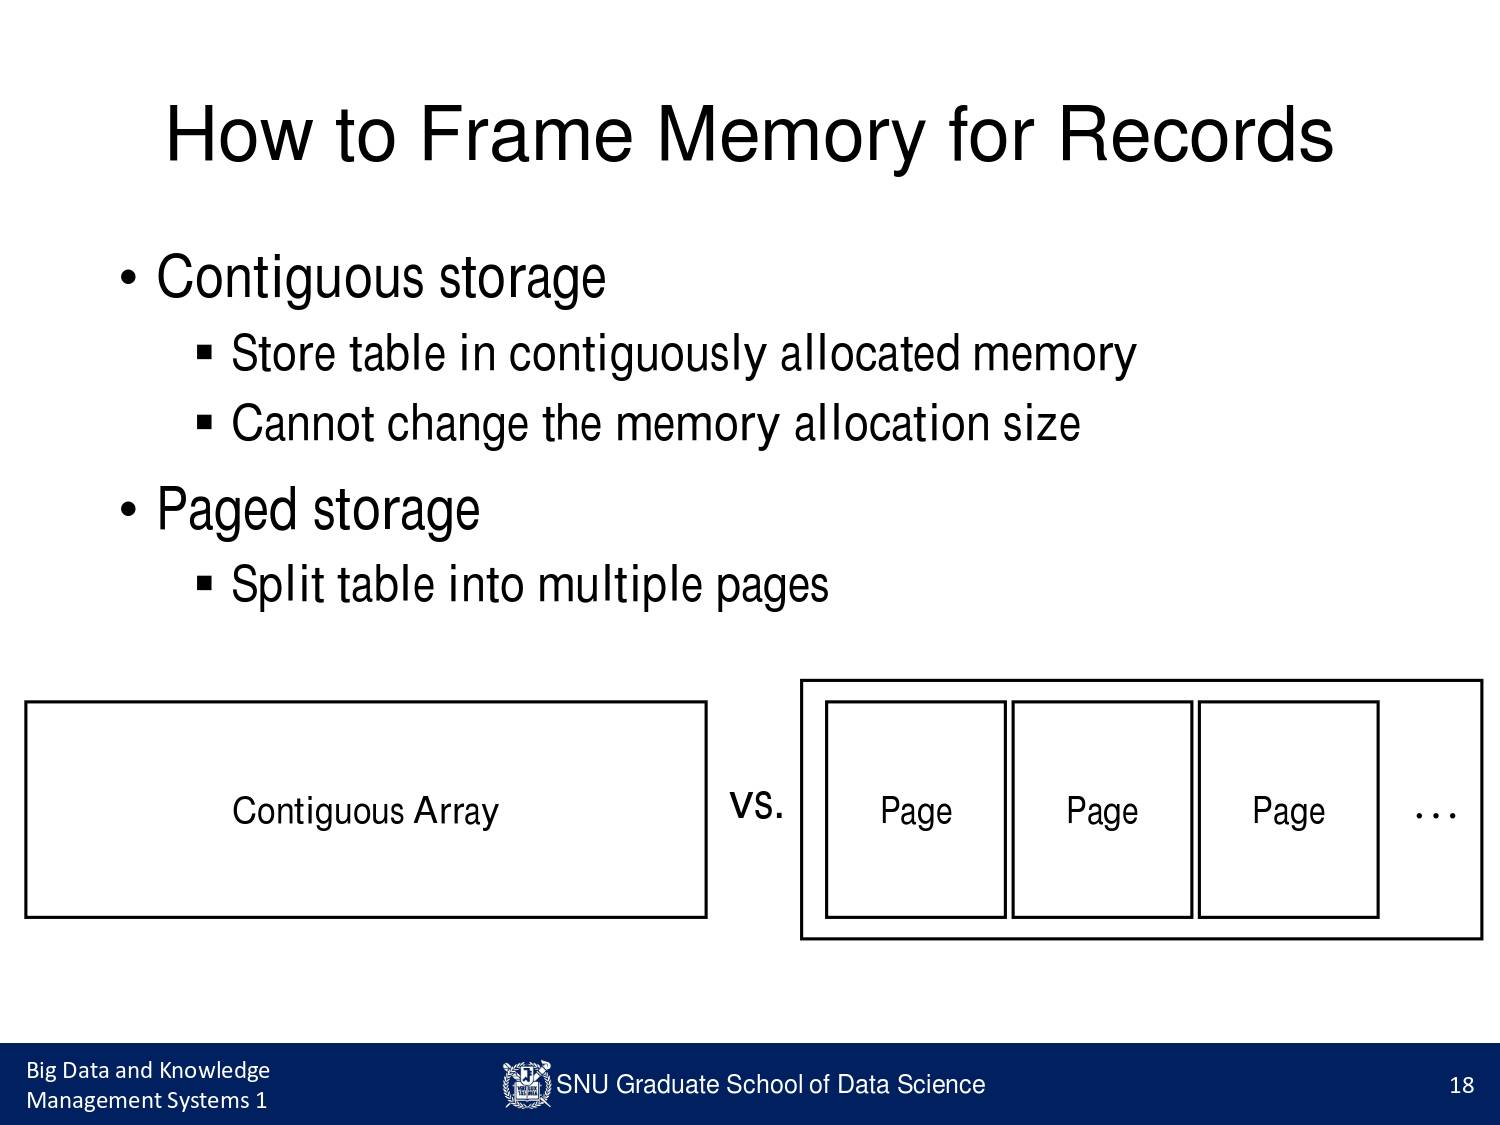 How to Frame Memory for Records
• Contiguous storage
▪ Store table in contiguously allocated memory
▪ Cannot change the memory allocation size
• Paged storage
▪ Split table into multiple pages
Contiguous Array
vs.
Page
Page
Page
...
Big Data and Knowledge
Management Systems 1
SNU Graduate School of Data Science
18